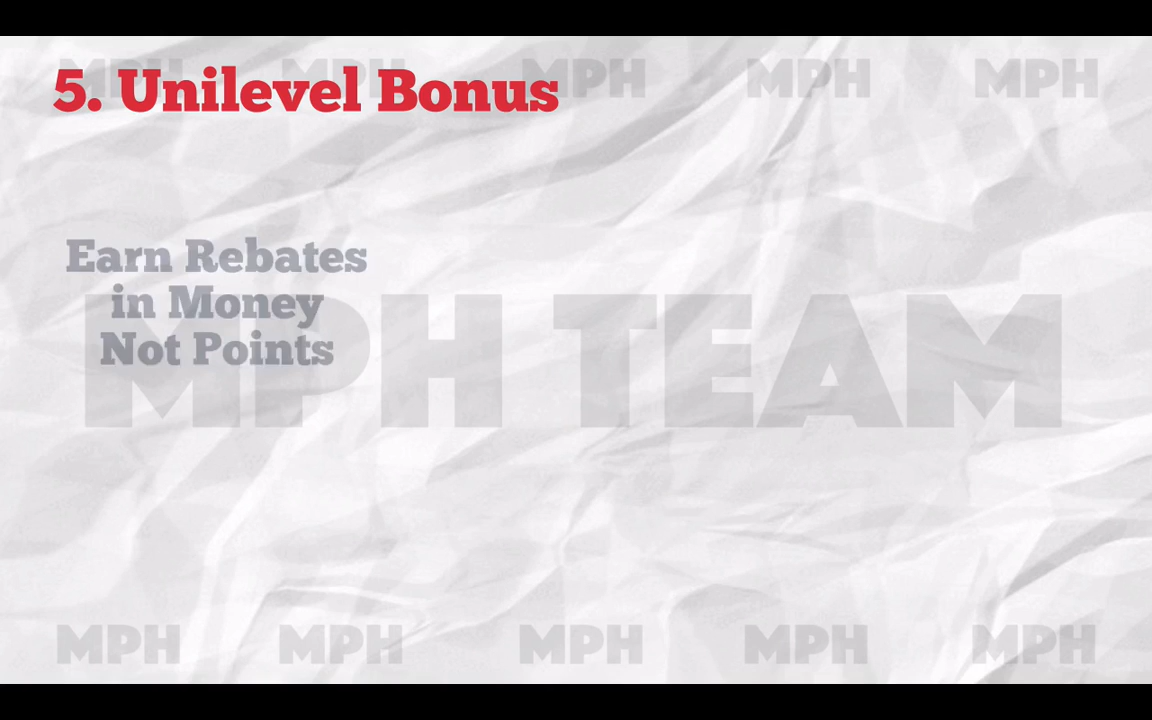 MPH MPH MPH MPH MPH
5. Unilevel Bonus
Earn Rebates
in Money
Not Points
MPH TEAM
MPH MPH MPH MPH MPH